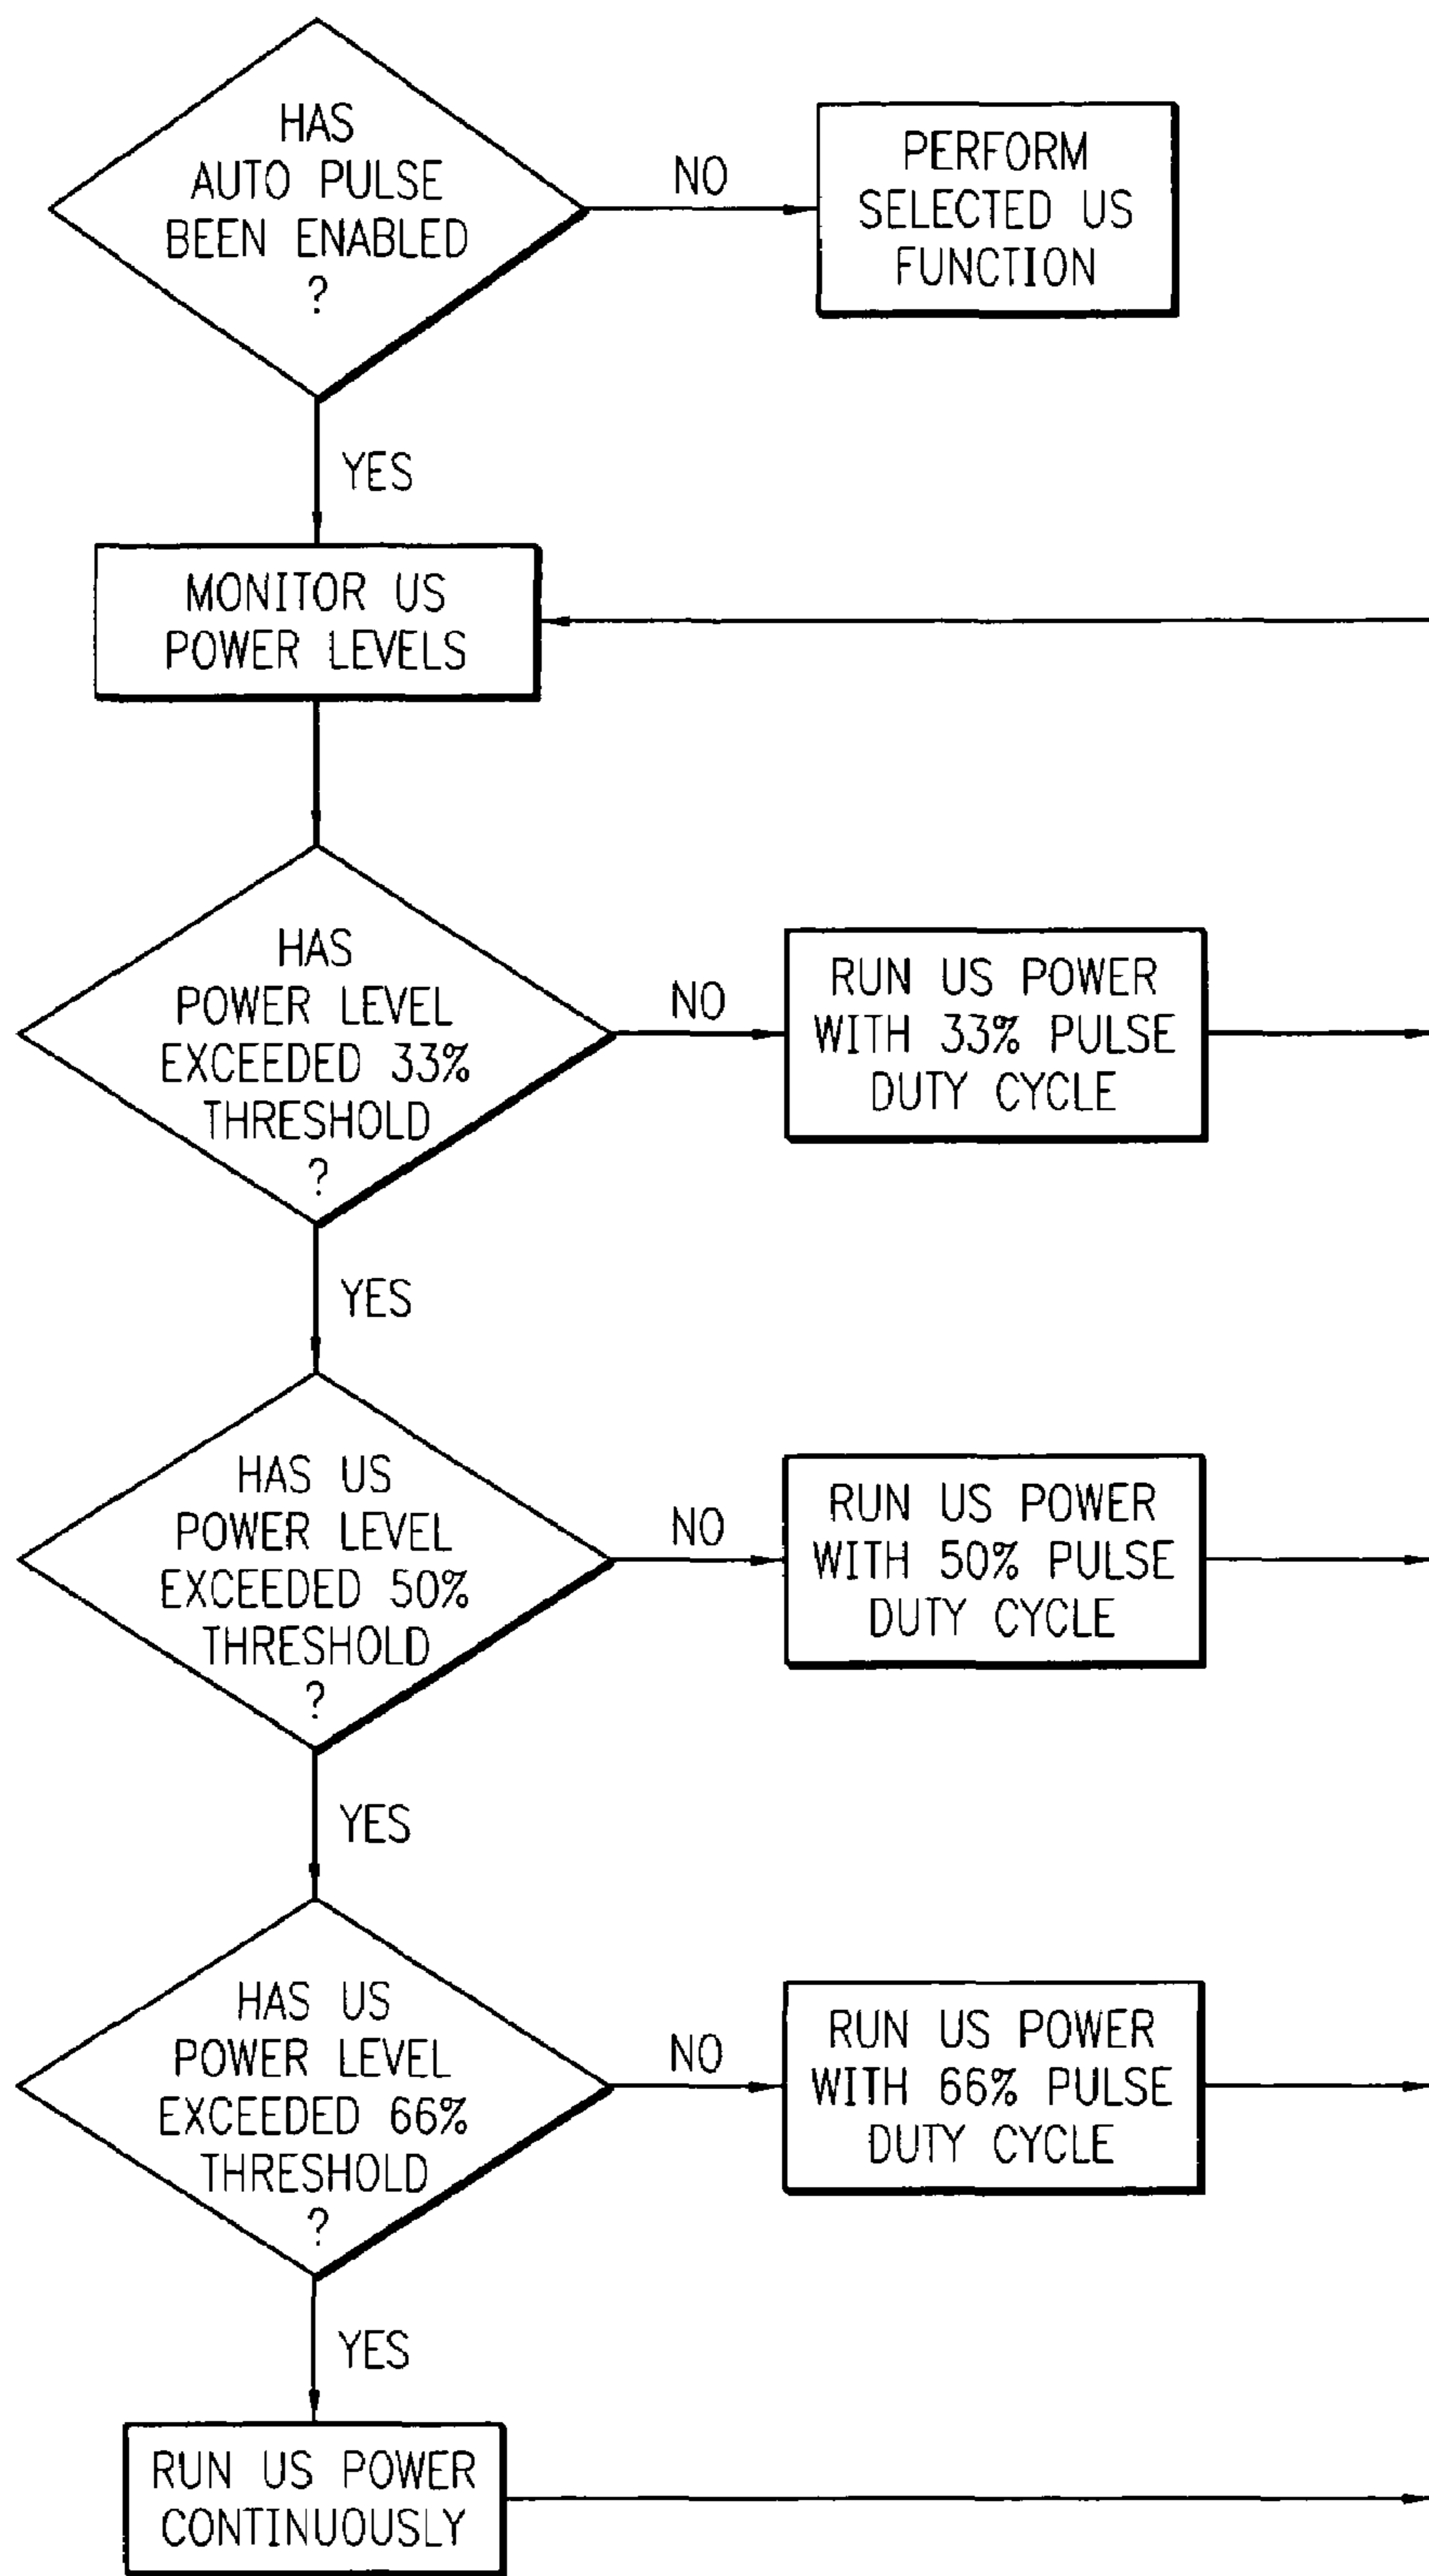 HAS
AUTO PULSE
BEEN ENABLED
?
NO
PERFORM
SELECTED US
FUNCTION
YES
MONITOR US
POWER LEVELS
HAS
POWER LEVEL
EXCEEDED 33%
THRESHOLD
?
NO
RUN US POWER
WITH 33% PULSE
DUTY CYCLE
YES
HAS US
POWER LEVEL
EXCEEDED 50%
THRESHOLD
?
NO
RUN US POWER
WITH 50% PULSE
DUTY CYCLE
YES
HAS US
POWER LEVEL
EXCEEDED 66%
THRESHOLD
?
NO
RUN US POWER
WITH 66% PULSE
DUTY CYCLE
YES
RUN US POWER
CONTINUOUSLY